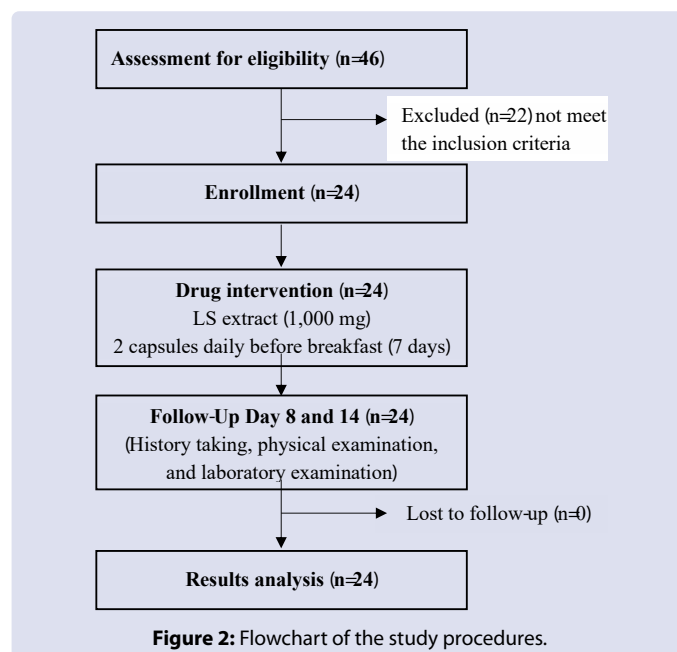 Assessment for eligibility (n=46)
Excluded (n=22) not meet
the inclusion criteria
Enrollment (n=24)
Drug intervention (n=24)
LS extract (1,000 mg)
2 capsules daily before breakfast (7 days)
Follow-Up Day 8 and 14 (n=24)
(History taking, physical examination,
and laboratory examination)
Lost to follow-up (n=0)
Results analysis (n=24)
Figure 2: Flowchart of the study procedures.